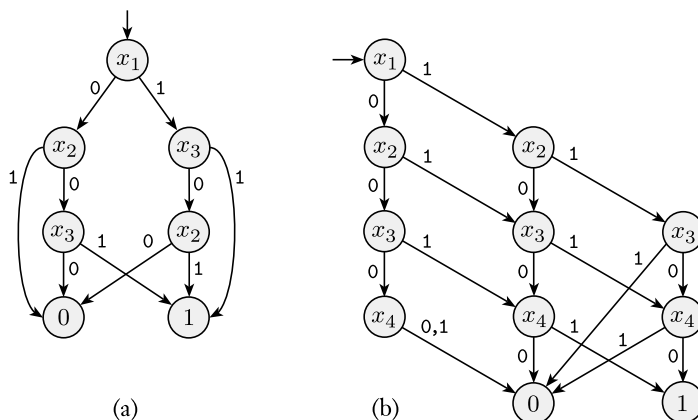 x₁
0 1
x₂ x₃
1 0 0 1
x₃ x₂
0 1 0 1
0 1
(a)
x₁
0 1
x₂ x₂
0 1 0 1
x₃ x₃ x₃
0 1 0 1 1 0
x₄ x₄ x₄
0,1 0 1 1 0
0 1
(b)